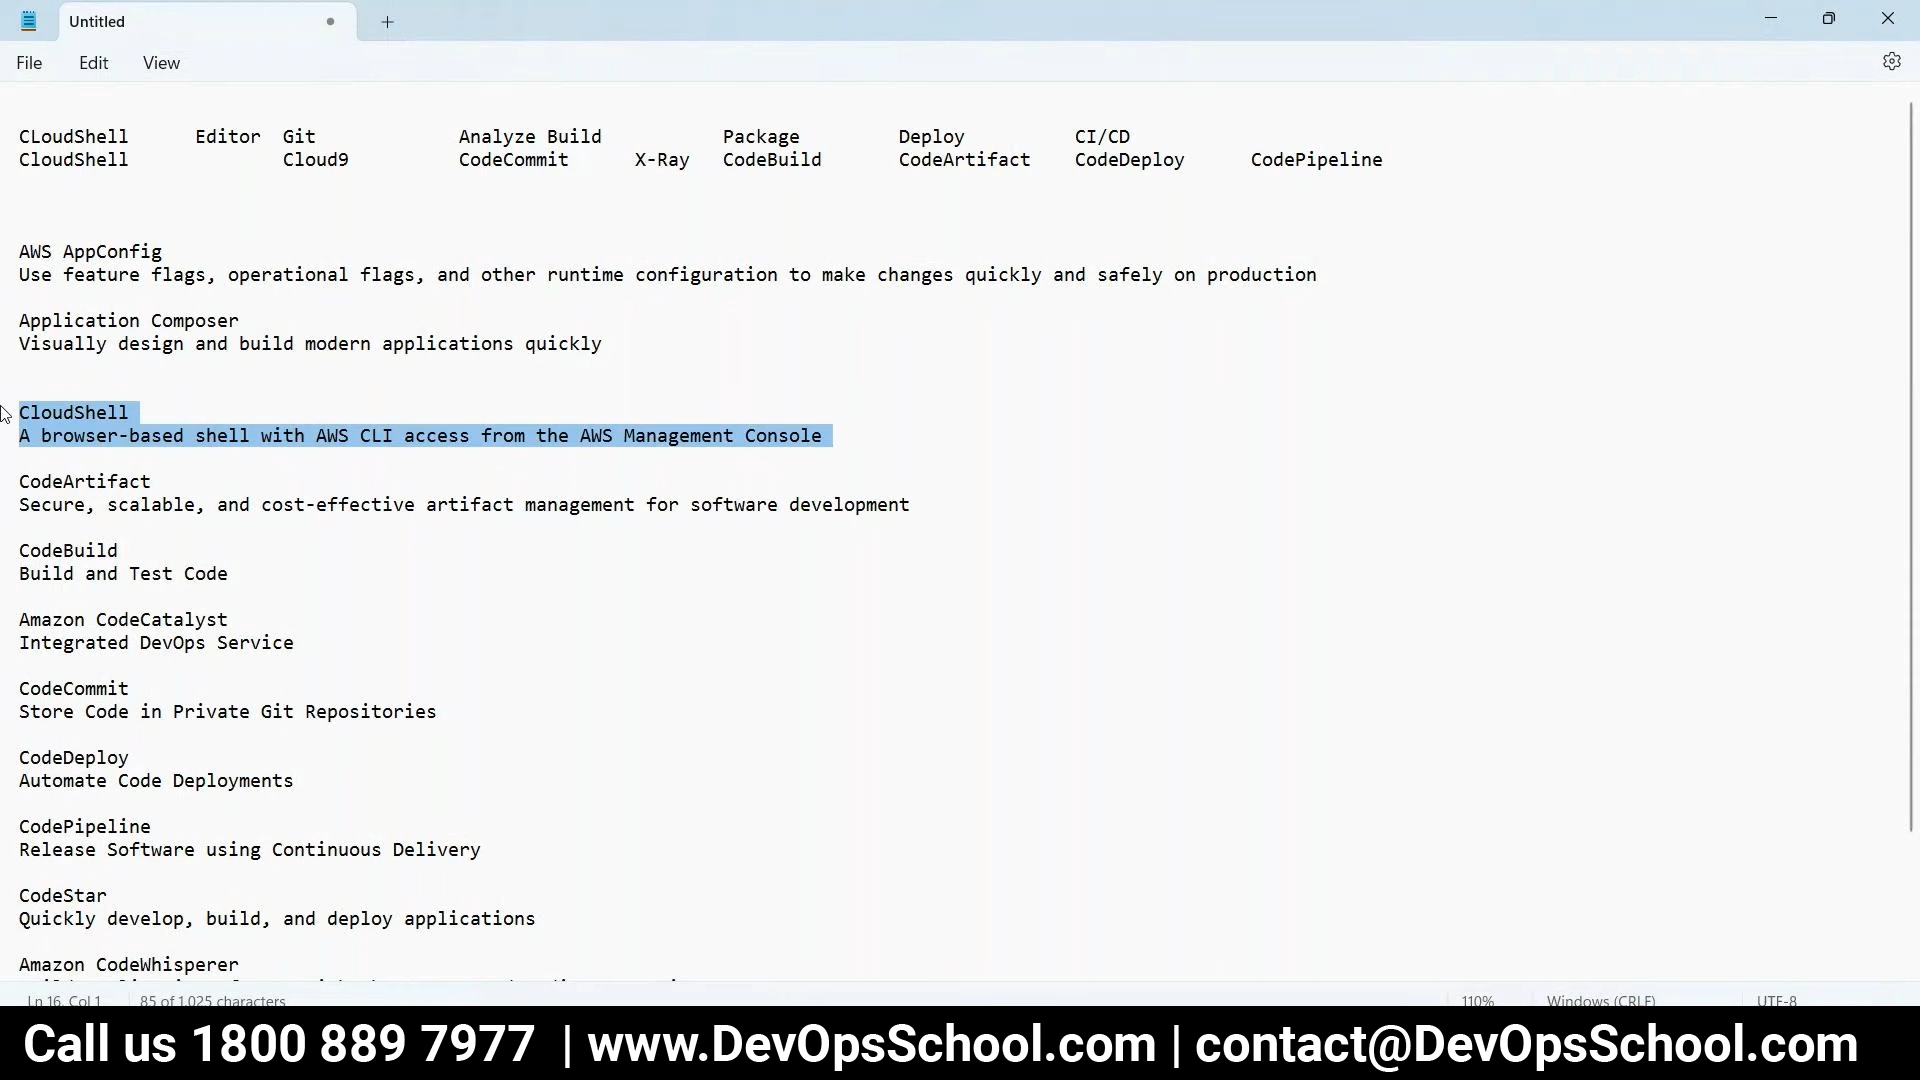 Untitled
File Edit View
CLoudShell Editor Git Analyze Build Package Deploy CI/CD
CloudShell Cloud9 CodeCommit X-Ray CodeBuild CodeArtifact CodeDeploy CodePipeline
AWS AppConfig
Use feature flags, operational flags, and other runtime configuration to make changes quickly and safely on production
Application Composer
Visually design and build modern applications quickly
CloudShell
A browser-based shell with AWS CLI access from the AWS Management Console
CodeArtifact
Secure, scalable, and cost-effective artifact management for software development
CodeBuild
Build and Test Code
Amazon CodeCatalyst
Integrated DevOps Service
CodeCommit
Store Code in Private Git Repositories
CodeDeploy
Automate Code Deployments
CodePipeline
Release Software using Continuous Delivery
CodeStar
Quickly develop, build, and deploy applications
Amazon CodeWhisperer
Ln 16, Col 1 85 of 1,025 characters 110% Windows (CRLF) UTF-8
Call us 1800 889 7977 | www.DevOpsSchool.com | contact@DevOpsSchool.com